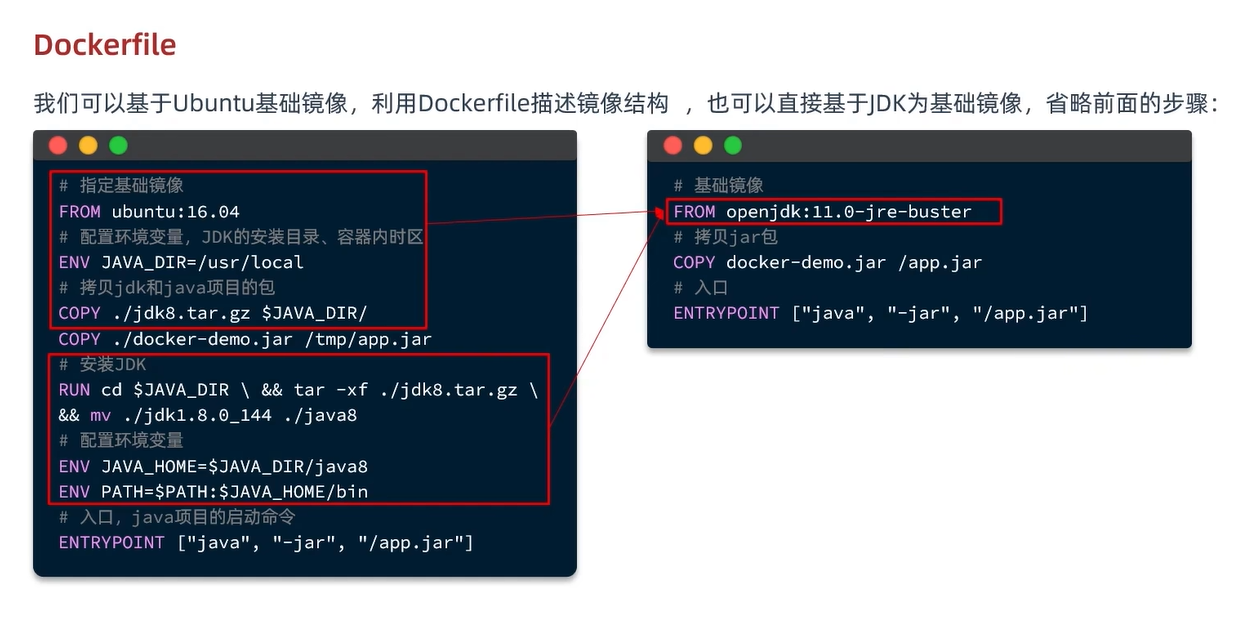 Dockerfile
我们可以基于Ubuntu基础镜像，利用Dockerfile描述镜像结构 ，也可以直接基于JDK为基础镜像，省略前面的步骤：
# 指定基础镜像
FROM ubuntu:16.04
# 配置环境变量，JDK的安装目录、容器内时区
ENV JAVA_DIR=/usr/local
# 拷贝jdk和java项目的包
COPY ./jdk8.tar.gz $JAVA_DIR/
COPY ./docker-demo.jar /tmp/app.jar
# 安装JDK
RUN cd $JAVA_DIR \ && tar -xf ./jdk8.tar.gz \
&& mv ./jdk1.8.0_144 ./java8
# 配置环境变量
ENV JAVA_HOME=$JAVA_DIR/java8
ENV PATH=$PATH:$JAVA_HOME/bin
# 入口，java项目的启动命令
ENTRYPOINT ["java", "-jar", "/app.jar"]
# 基础镜像
FROM openjdk:11.0-jre-buster
# 拷贝jar包
COPY docker-demo.jar /app.jar
# 入口
ENTRYPOINT ["java", "-jar", "/app.jar"]